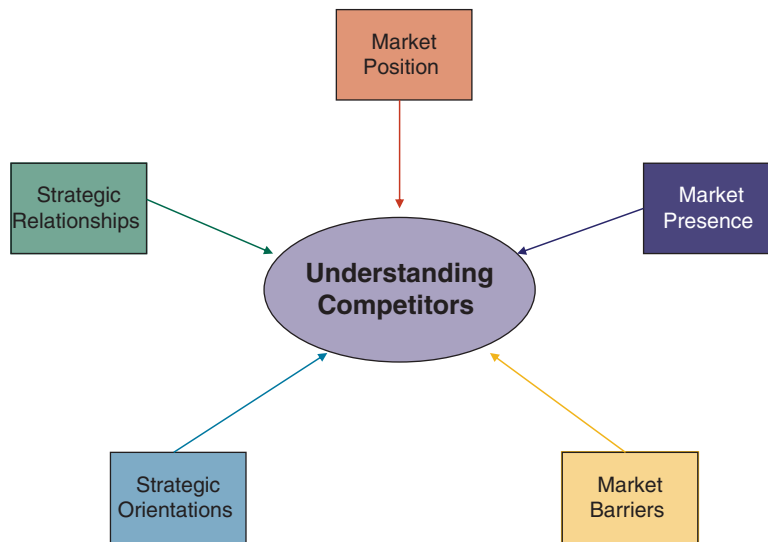 Market
Position
Strategic
Relationships
Market
Presence
Understanding
Competitors
Strategic
Orientations
Market
Barriers